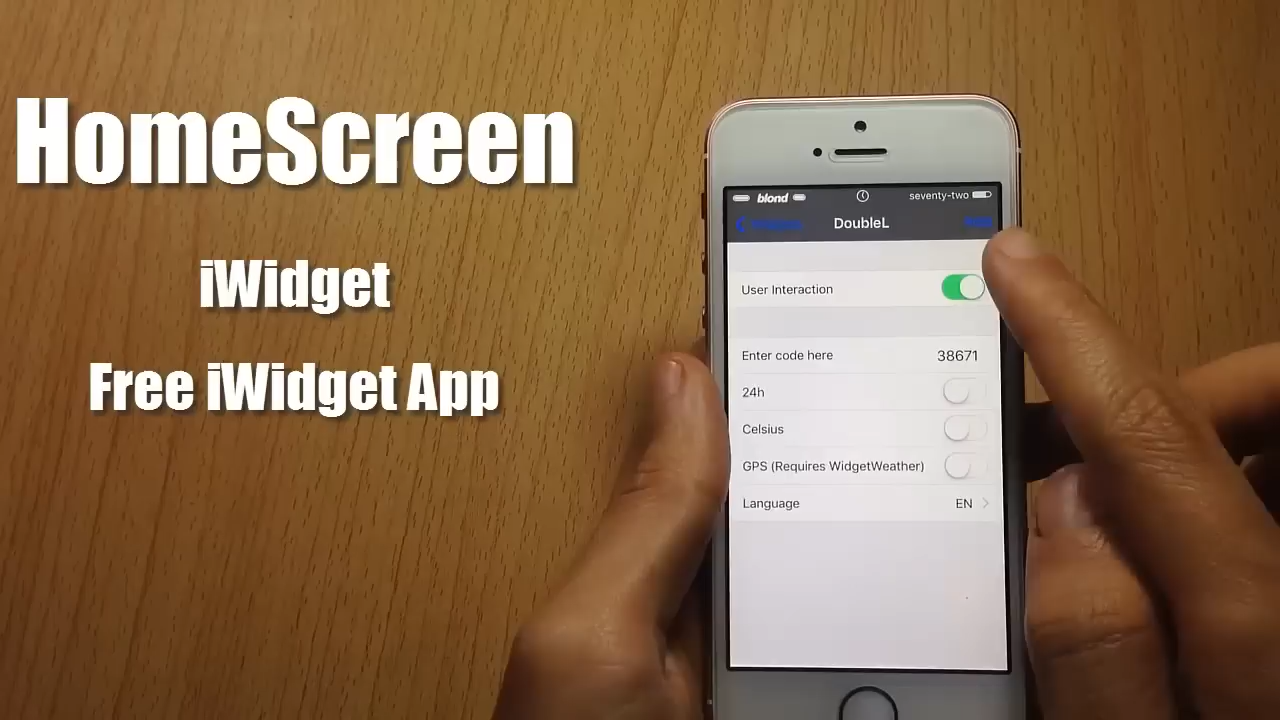 HomeScreen
iWidget
Free iWidget App
blond
seventy-two
DoubleL
User Interaction
Enter code here 38671
24h
Celsius
GPS (Requires WidgetWeather)
Language EN